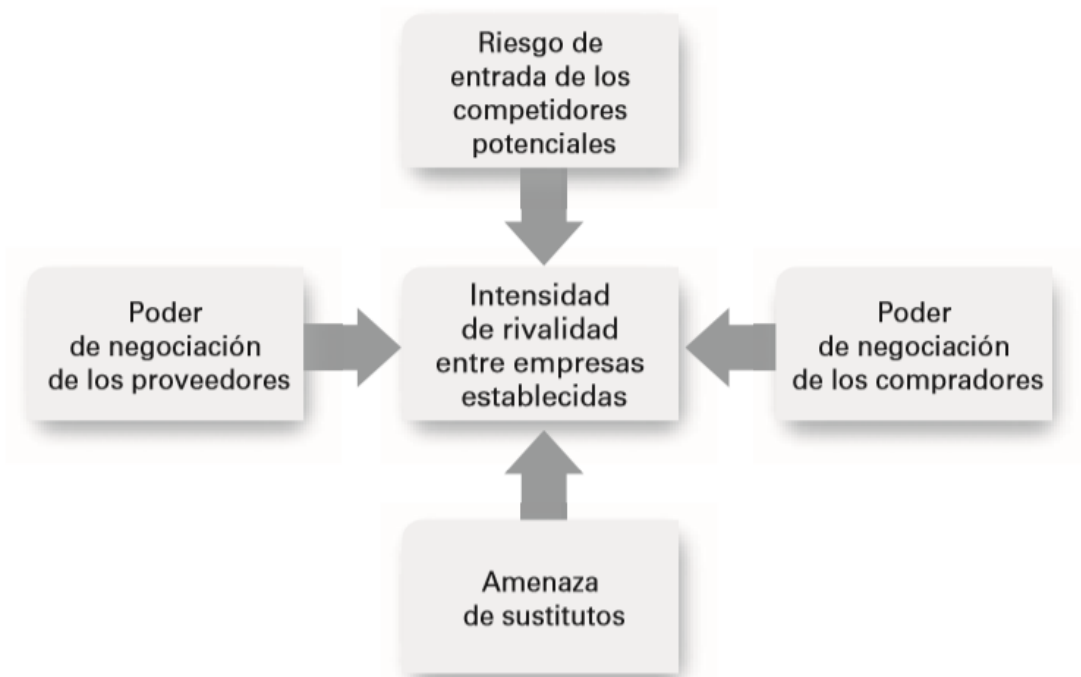 Riesgo de
entrada de los
competidores
potenciales
Poder
de negociación
de los proveedores
Intensidad
de rivalidad
entre empresas
establecidas
Poder
de negociación
de los compradores
Amenaza
de sustitutos